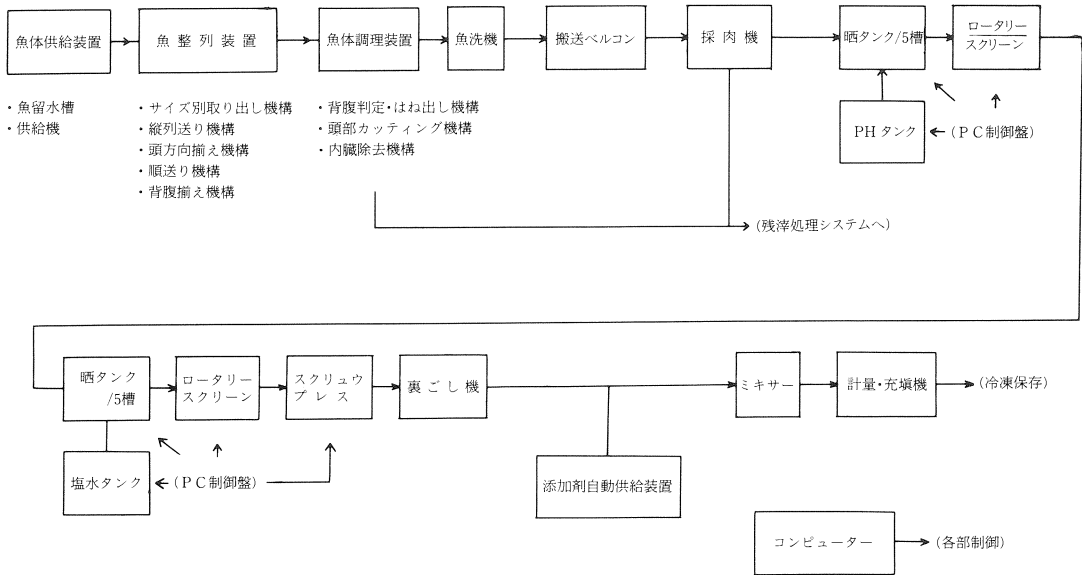 魚体供給装置
魚整列装置
魚体調理装置
魚洗機
搬送ベルコン
採肉機
晒タンク/5槽
ロータリー
スクリーン
・魚留水槽
・供給機
・サイズ別取り出し機構
・縦列送り機構
・頭方向揃え機構
・順送り機構
・背腹揃え機構
・背腹判定・はね出し機構
・頭部カッティング機構
・内臓除去機構
PHタンク
(PC制御盤)
(残滓処理システムへ)
晒タンク
/5槽
ロータリー
スクリーン
スクリュウ
プレス
裏ごし機
ミキサー
計量・充填機
(冷凍保存)
塩水タンク
(PC制御盤)
添加剤自動供給装置
コンピューター
(各部制御)